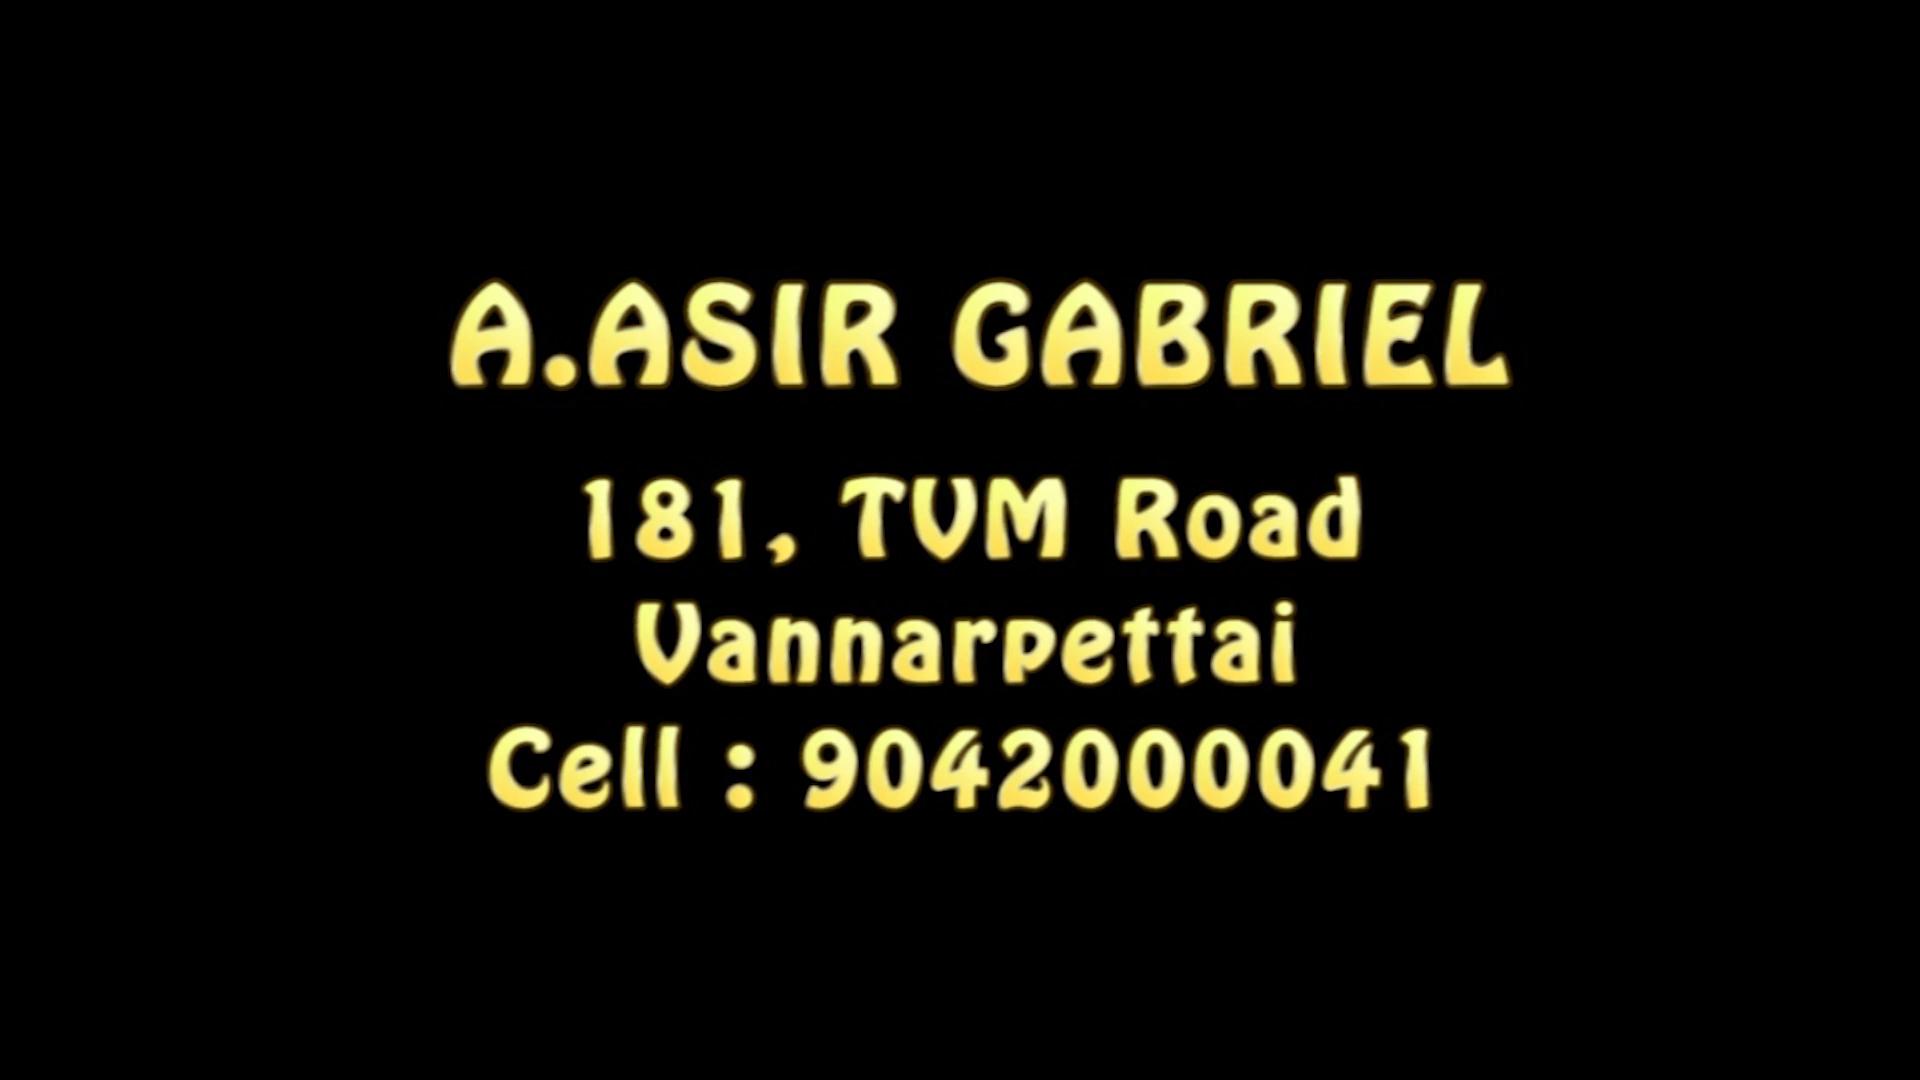 A.ASIR GABRIEL
181, TVM Road
Vannarpettai
Cell : 9042000041